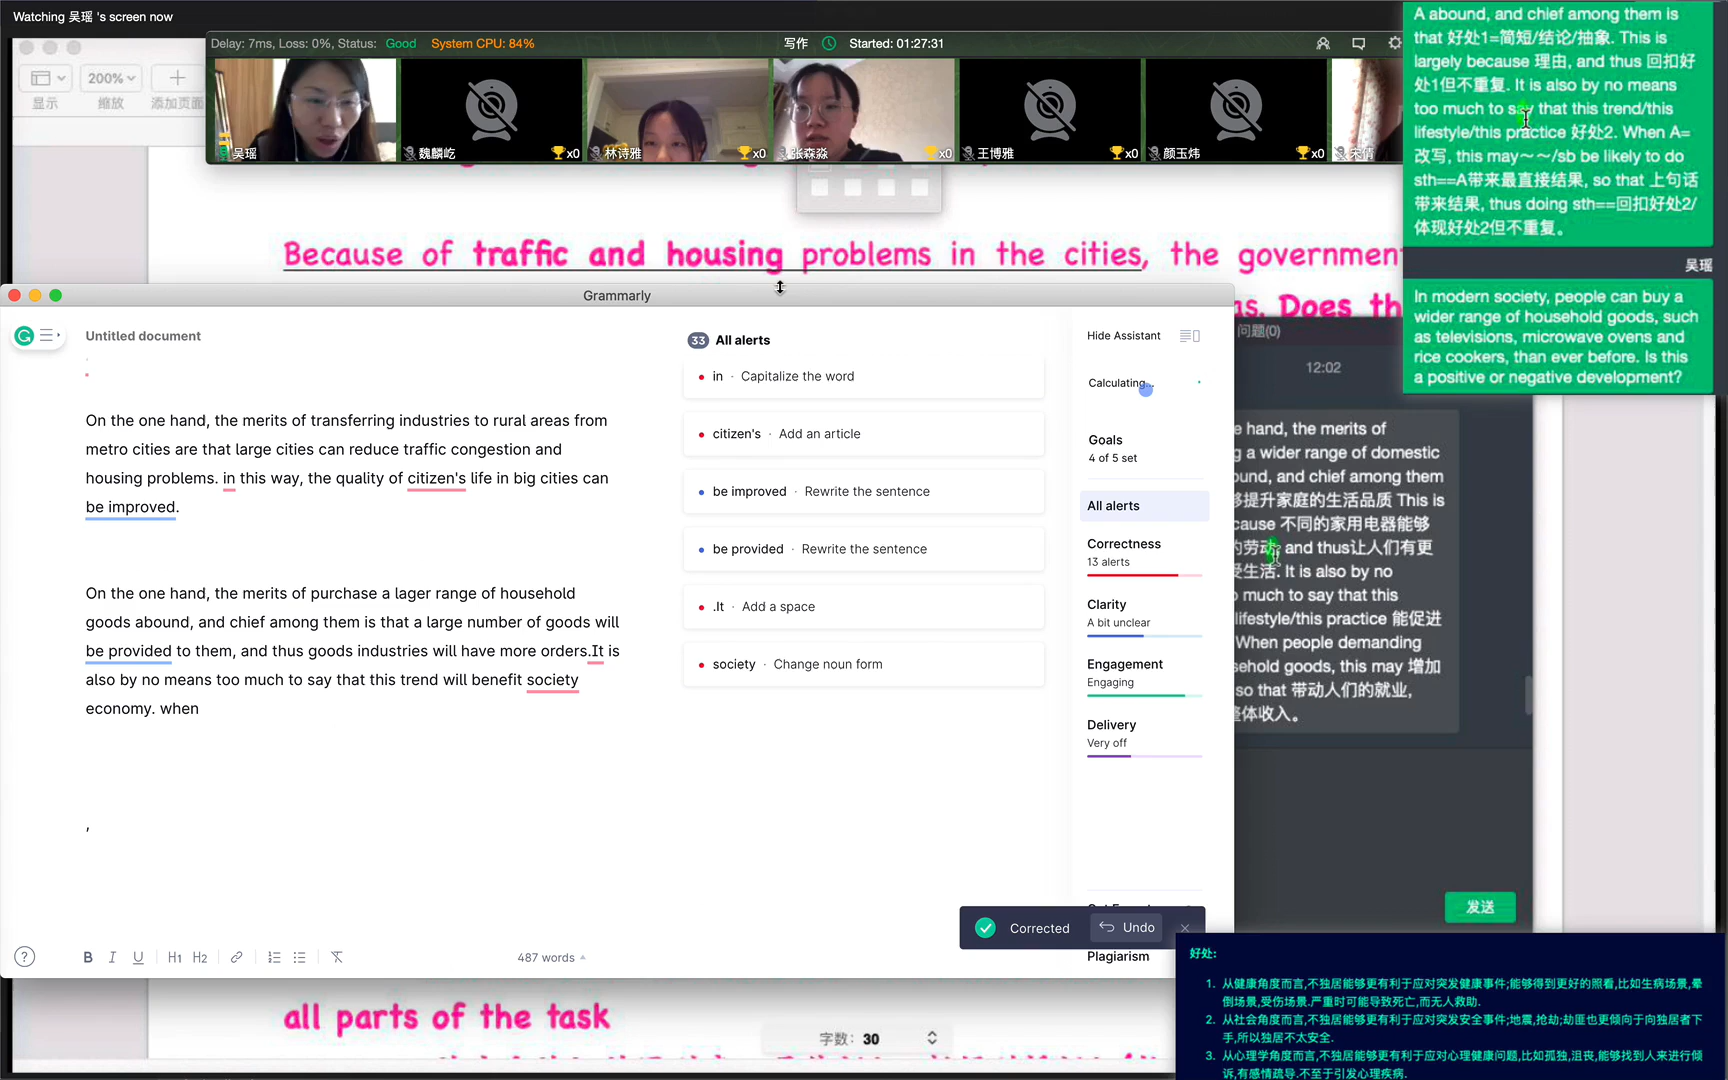 Watching 吴瑶 's screen now
Delay: 7ms, Loss: 0%, Status: Good System CPU: 84%
写作 Started: 01:27:31
200%
显示 缩放 添加页面
吴瑶
魏麟屹 x0
林诗雅 x0
张森淼 x0
王博雅 x0
颜玉炜 x0
宋倩
Because of traffic and housing problems in the cities, the government
as. Does th
A abound, and chief among them is
that 好处1=简短/结论/抽象. This is
largely because 理由, and thus 回扣好
处1但不重复. It is also by no means
too much to say that this trend/this
lifestyle/this practice 好处2. When A=
改写, this may～～/sb be likely to do
sth==A带来最直接结果, so that 上句话
带来结果, thus doing sth==回扣好处2/
体现好处2但不重复。
吴瑶
In modern society, people can buy a
wider range of household goods, such
as televisions, microwave ovens and
rice cookers, than ever before. Is this
a positive or negative development?
问题(0)
12:02
e hand, the merits of
g a wider range of domestic
ound, and chief among them
提升家庭的生活品质 This is
cause 不同的家用电器能够
的劳动, and thus让人们有更
受生活. It is also by no
much to say that this
lifestyle/this practice 能促进
When people demanding
sehold goods, this may 增加
so that 带动人们的就业,
整体收入。
发送
Grammarly
Untitled document
On the one hand, the merits of transferring industries to rural areas from
metro cities are that large cities can reduce traffic congestion and
housing problems. in this way, the quality of citizen's life in big cities can
be improved.
On the one hand, the merits of purchase a lager range of household
goods abound, and chief among them is that a large number of goods will
be provided to them, and thus goods industries will have more orders.It is
also by no means too much to say that this trend will benefit society
economy. when
,
33 All alerts
in · Capitalize the word
citizen's · Add an article
be improved · Rewrite the sentence
be provided · Rewrite the sentence
.It · Add a space
society · Change noun form
Hide Assistant
Calculating...
Goals
4 of 5 set
All alerts
Correctness
13 alerts
Clarity
A bit unclear
Engagement
Engaging
Delivery
Very off
Corrected Undo
Plagiarism
B I U H1 H2
487 words
all parts of the task
字数: 30
好处:
1. 从健康角度而言,不独居能够更有利于应对突发健康事件;能够得到更好的照看,比如生病场景,晕
倒场景,受伤场景.严重时可能导致死亡,而无人救助.
2. 从社会角度而言,不独居能够更有利于应对突发安全事件;地震,抢劫;劫匪也更倾向于向独居者下
手,所以独居不太安全.
3. 从心理学角度而言,不独居能够更有利于应对心理健康问题,比如孤独,沮丧,能够找到人来进行倾
诉,有感情疏导.不至于引发心理疾病.